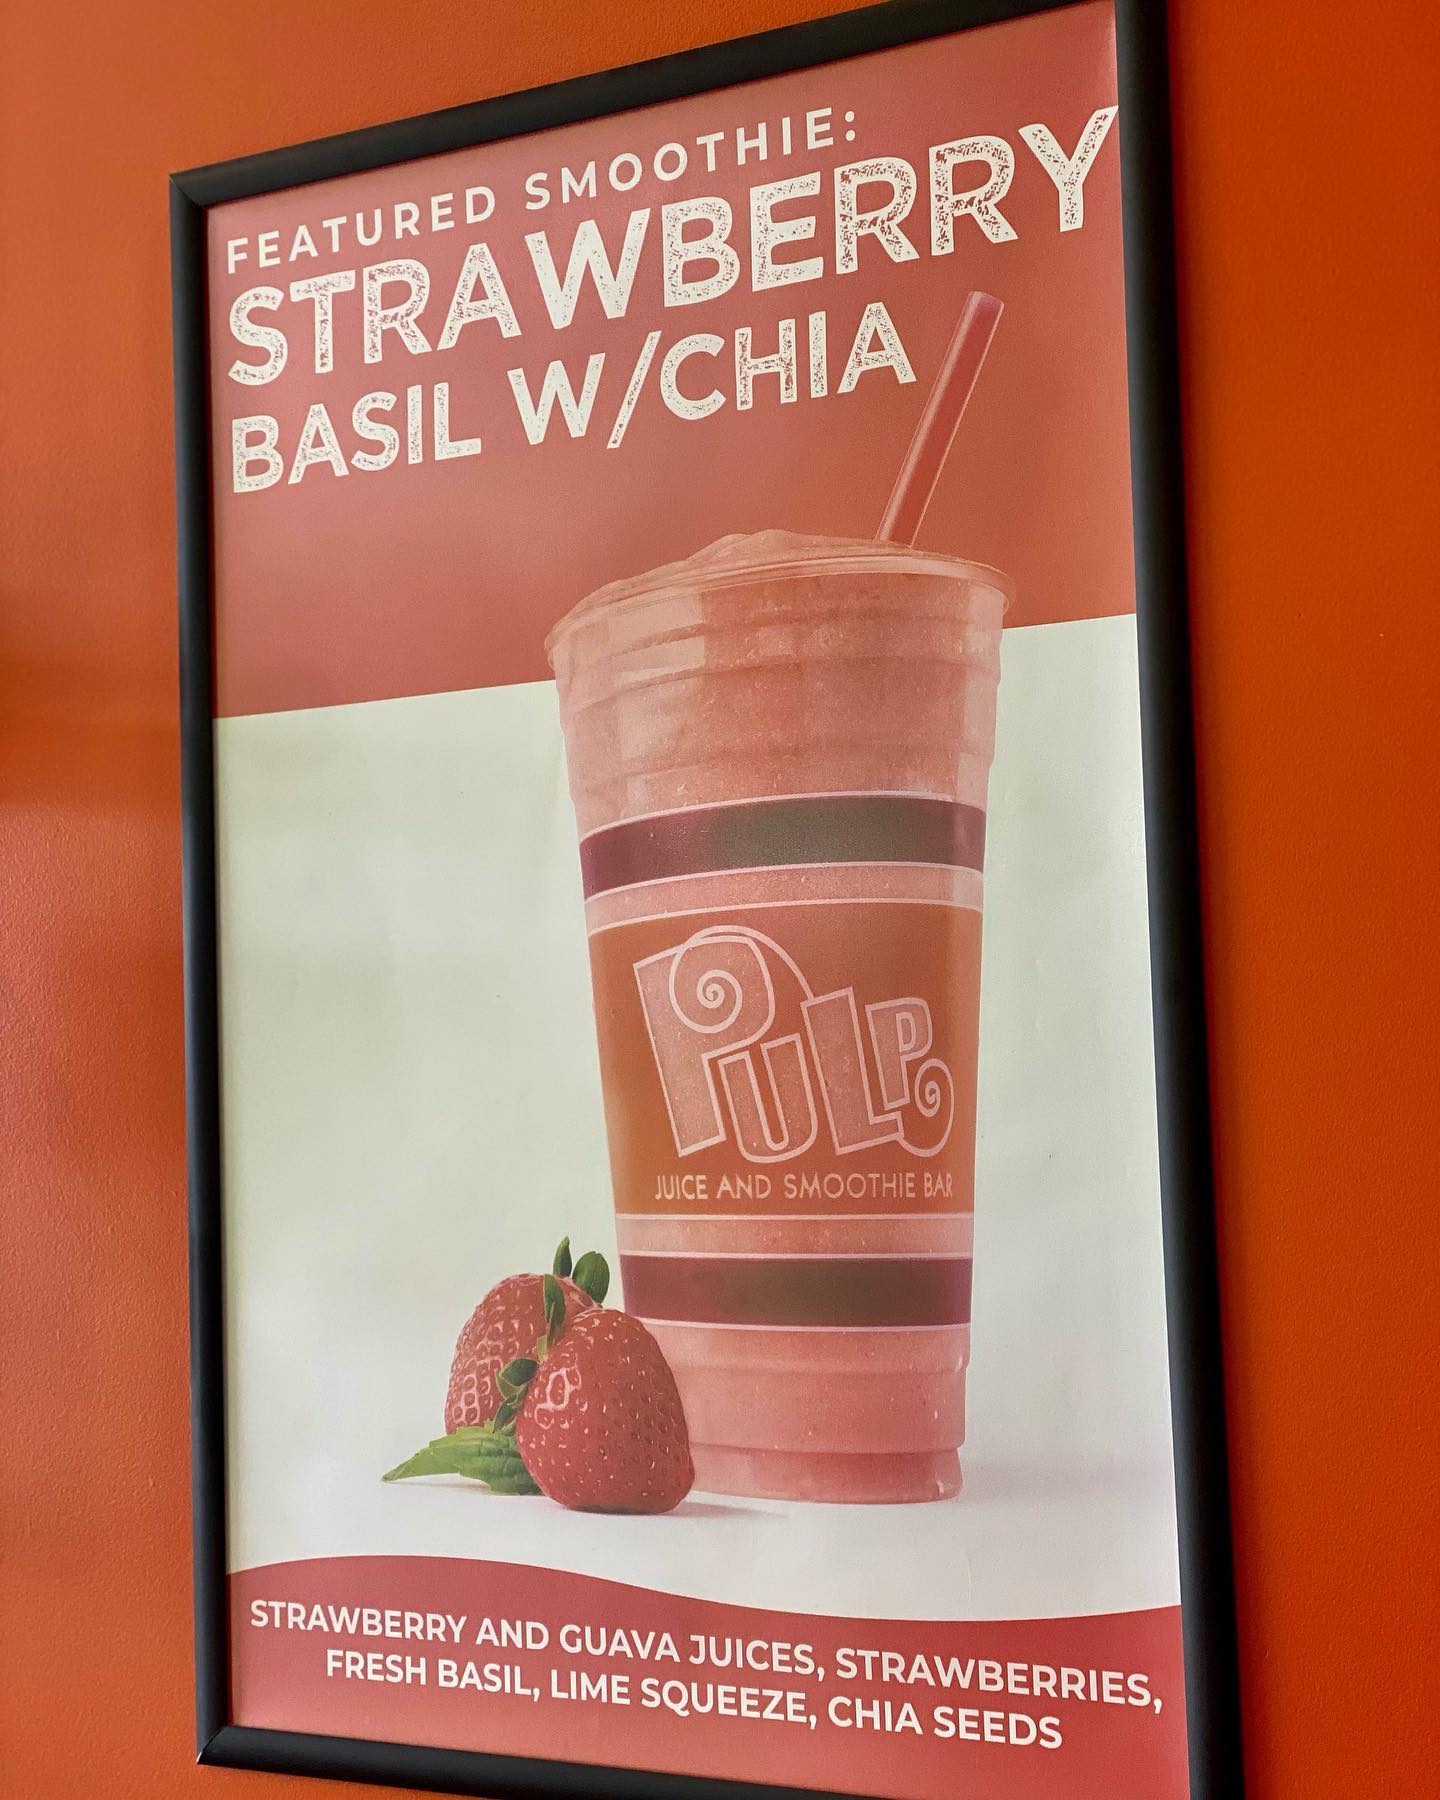 FEATURED SMOOTHIE:
STRAWBERRY
BASIL W/CHIA
PULP
JUICE AND SMOOTHIE BAR
STRAWBERRY AND GUAVA JUICES, STRAWBERRIES,
FRESH BASIL, LIME SQUEEZE, CHIA SEEDS